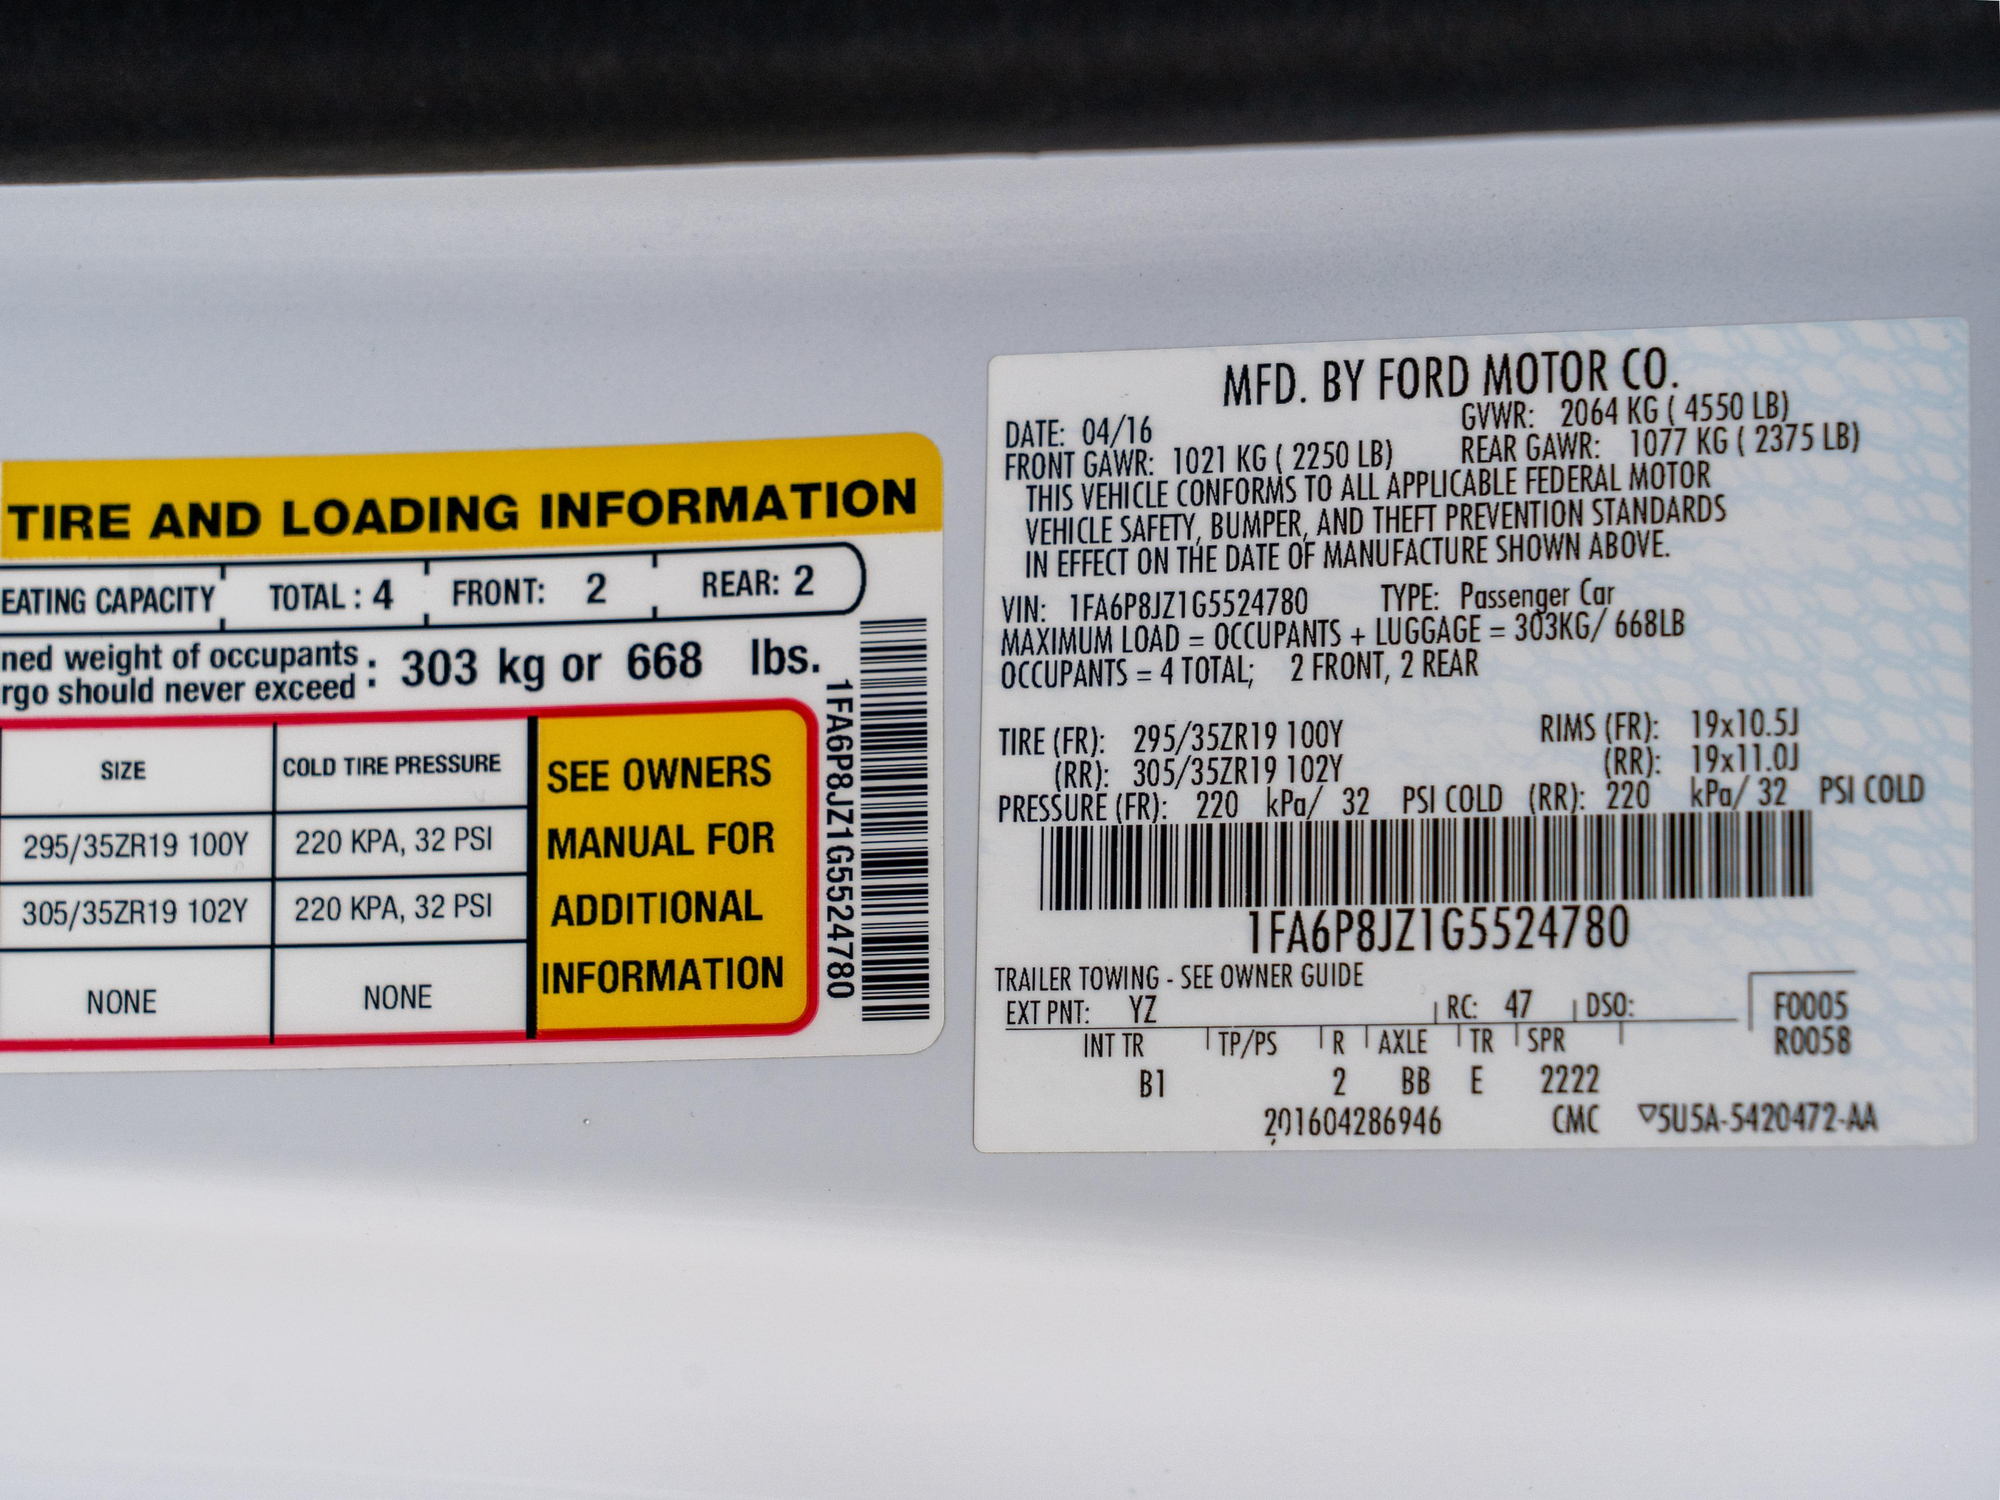 TIRE AND LOADING INFORMATION
EATING CAPACITY TOTAL : 4 FRONT: 2 REAR: 2
ned weight of occupants
rgo should never exceed : 303 kg or 668 lbs.
SIZE COLD TIRE PRESSURE
295/35ZR19 100Y 220 KPA, 32 PSI
305/35ZR19 102Y 220 KPA, 32 PSI
NONE NONE
SEE OWNERS
MANUAL FOR
ADDITIONAL
INFORMATION
1FA6P8JZ1G5524780
MFD. BY FORD MOTOR CO.
DATE: 04/16 GVWR: 2064 KG ( 4550 LB)
FRONT GAWR: 1021 KG ( 2250 LB) REAR GAWR: 1077 KG ( 2375 LB)
THIS VEHICLE CONFORMS TO ALL APPLICABLE FEDERAL MOTOR
VEHICLE SAFETY, BUMPER, AND THEFT PREVENTION STANDARDS
IN EFFECT ON THE DATE OF MANUFACTURE SHOWN ABOVE.
VIN: 1FA6P8JZ1G5524780 TYPE: Passenger Car
MAXIMUM LOAD = OCCUPANTS + LUGGAGE = 303KG/ 668LB
OCCUPANTS = 4 TOTAL; 2 FRONT, 2 REAR
TIRE (FR): 295/35ZR19 100Y RIMS (FR): 19x10.5J
(RR): 305/35ZR19 102Y (RR): 19x11.0J
PRESSURE (FR): 220 kPa/ 32 PSI COLD (RR): 220 kPa/ 32 PSI COLD
1FA6P8JZ1G5524780
TRAILER TOWING - SEE OWNER GUIDE
EXT PNT: YZ RC: 47 DSO: F0005
R0058
INT TR TP/PS R AXLE TR SPR
B1 2 BB E 2222
201604286946 CMC ▽5U5A-5420472-AA